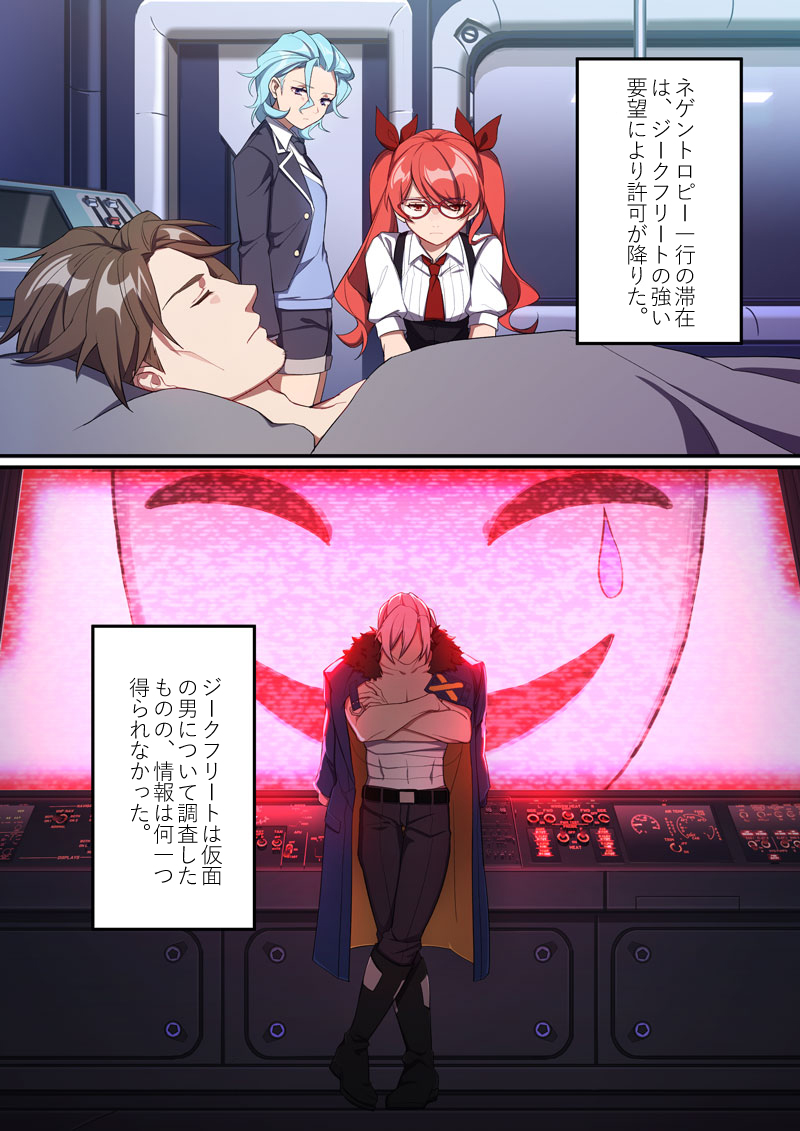 ネゲントロピー一行の滞在
は、ジークフリートの強い
要望により許可が降りた。
ジークフリートは仮面
の男について調査した
ものの、情報は何一つ
得られなかった。